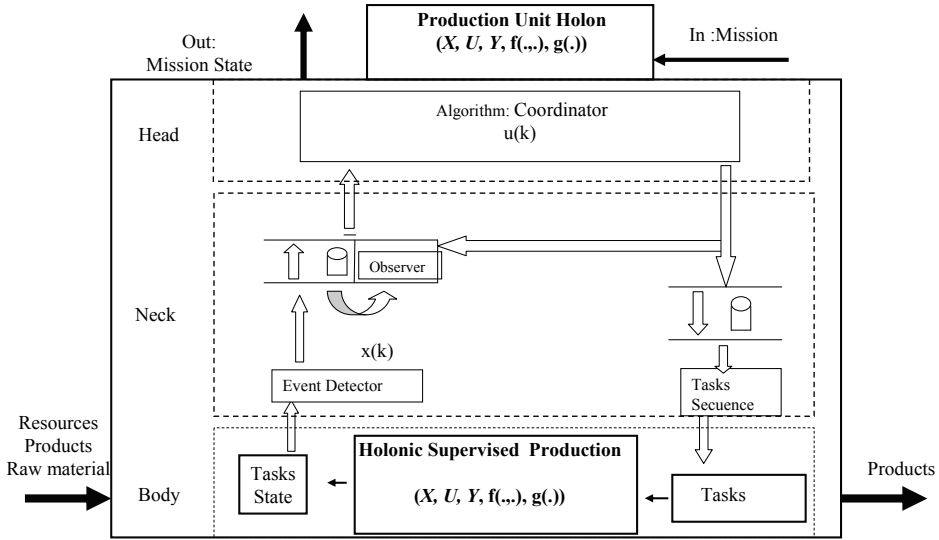 Production Unit Holon
(X, U, Y, f(.,.), g(.))
Out:
Mission State
In :Mission
Head
Algorithm: Coordinator
u(k)
Observer
Neck
x(k)
Event Detector
Tasks
Secuence
Resources
Products
Raw material
Body
Tasks
State
Holonic Supervised Production
(X, U, Y, f(.,.), g(.))
Tasks
Products